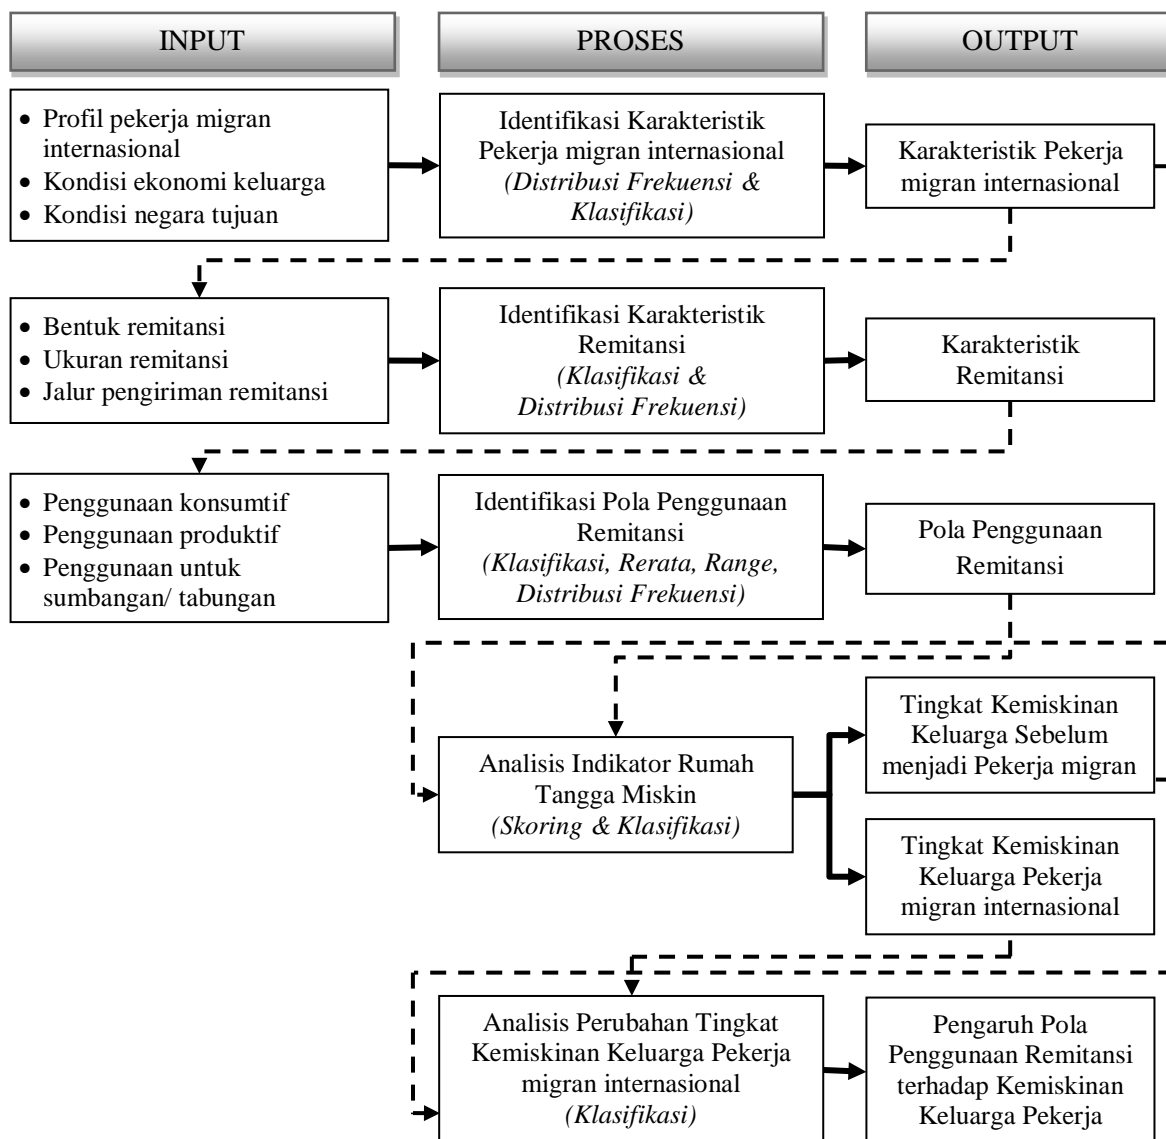 INPUT
PROSES
OUTPUT
• Profil pekerja migran
internasional
• Kondisi ekonomi keluarga
• Kondisi negara tujuan
Identifikasi Karakteristik
Pekerja migran internasional
(Distribusi Frekuensi &
Klasifikasi)
Karakteristik Pekerja
migran internasional
• Bentuk remitansi
• Ukuran remitansi
• Jalur pengiriman remitansi
Identifikasi Karakteristik
Remitansi
(Klasifikasi &
Distribusi Frekuensi)
Karakteristik
Remitansi
• Penggunaan konsumtif
• Penggunaan produktif
• Penggunaan untuk
sumbangan/ tabungan
Identifikasi Pola Penggunaan
Remitansi
(Klasifikasi, Rerata, Range,
Distribusi Frekuensi)
Pola Penggunaan
Remitansi
Analisis Indikator Rumah
Tangga Miskin
(Skoring & Klasifikasi)
Tingkat Kemiskinan
Keluarga Sebelum
menjadi Pekerja migran
Tingkat Kemiskinan
Keluarga Pekerja
migran internasional
Analisis Perubahan Tingkat
Kemiskinan Keluarga Pekerja
migran internasional
(Klasifikasi)
Pengaruh Pola
Penggunaan Remitansi
terhadap Kemiskinan
Keluarga Pekerja